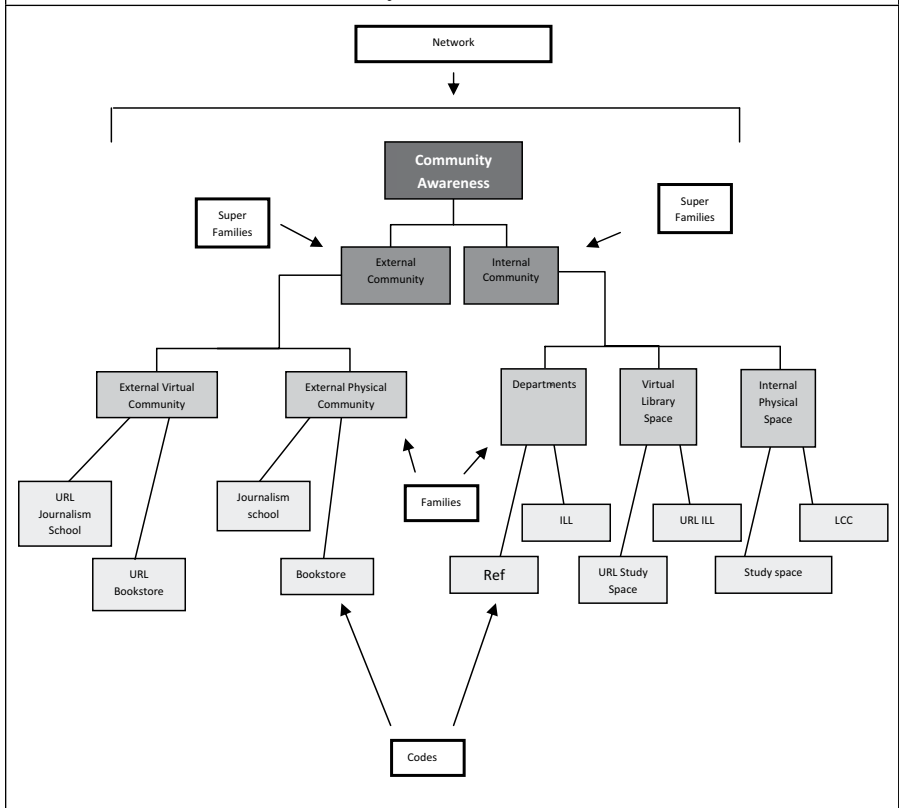 Network
Community
Awareness
Super
Families
Super
Families
External
Community
Internal
Community
External Virtual
Community
External Physical
Community
Departments
Virtual
Library
Space
Internal
Physical
Space
URL
Journalism
School
Journalism
school
Families
ILL
URL ILL
LCC
URL
Bookstore
Bookstore
Ref
URL Study
Space
Study space
Codes